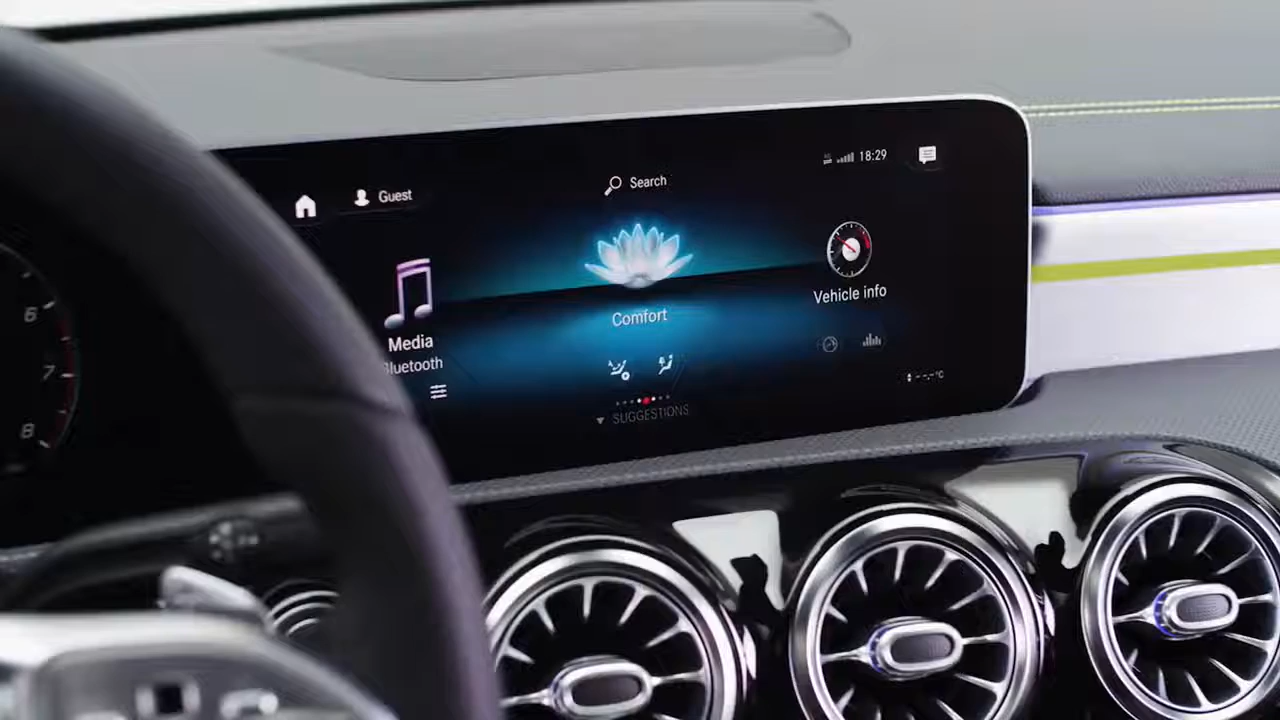 18:29
Search
Guest
Vehicle info
Comfort
Media
Bluetooth
SUGGESTIONS
6
7
8